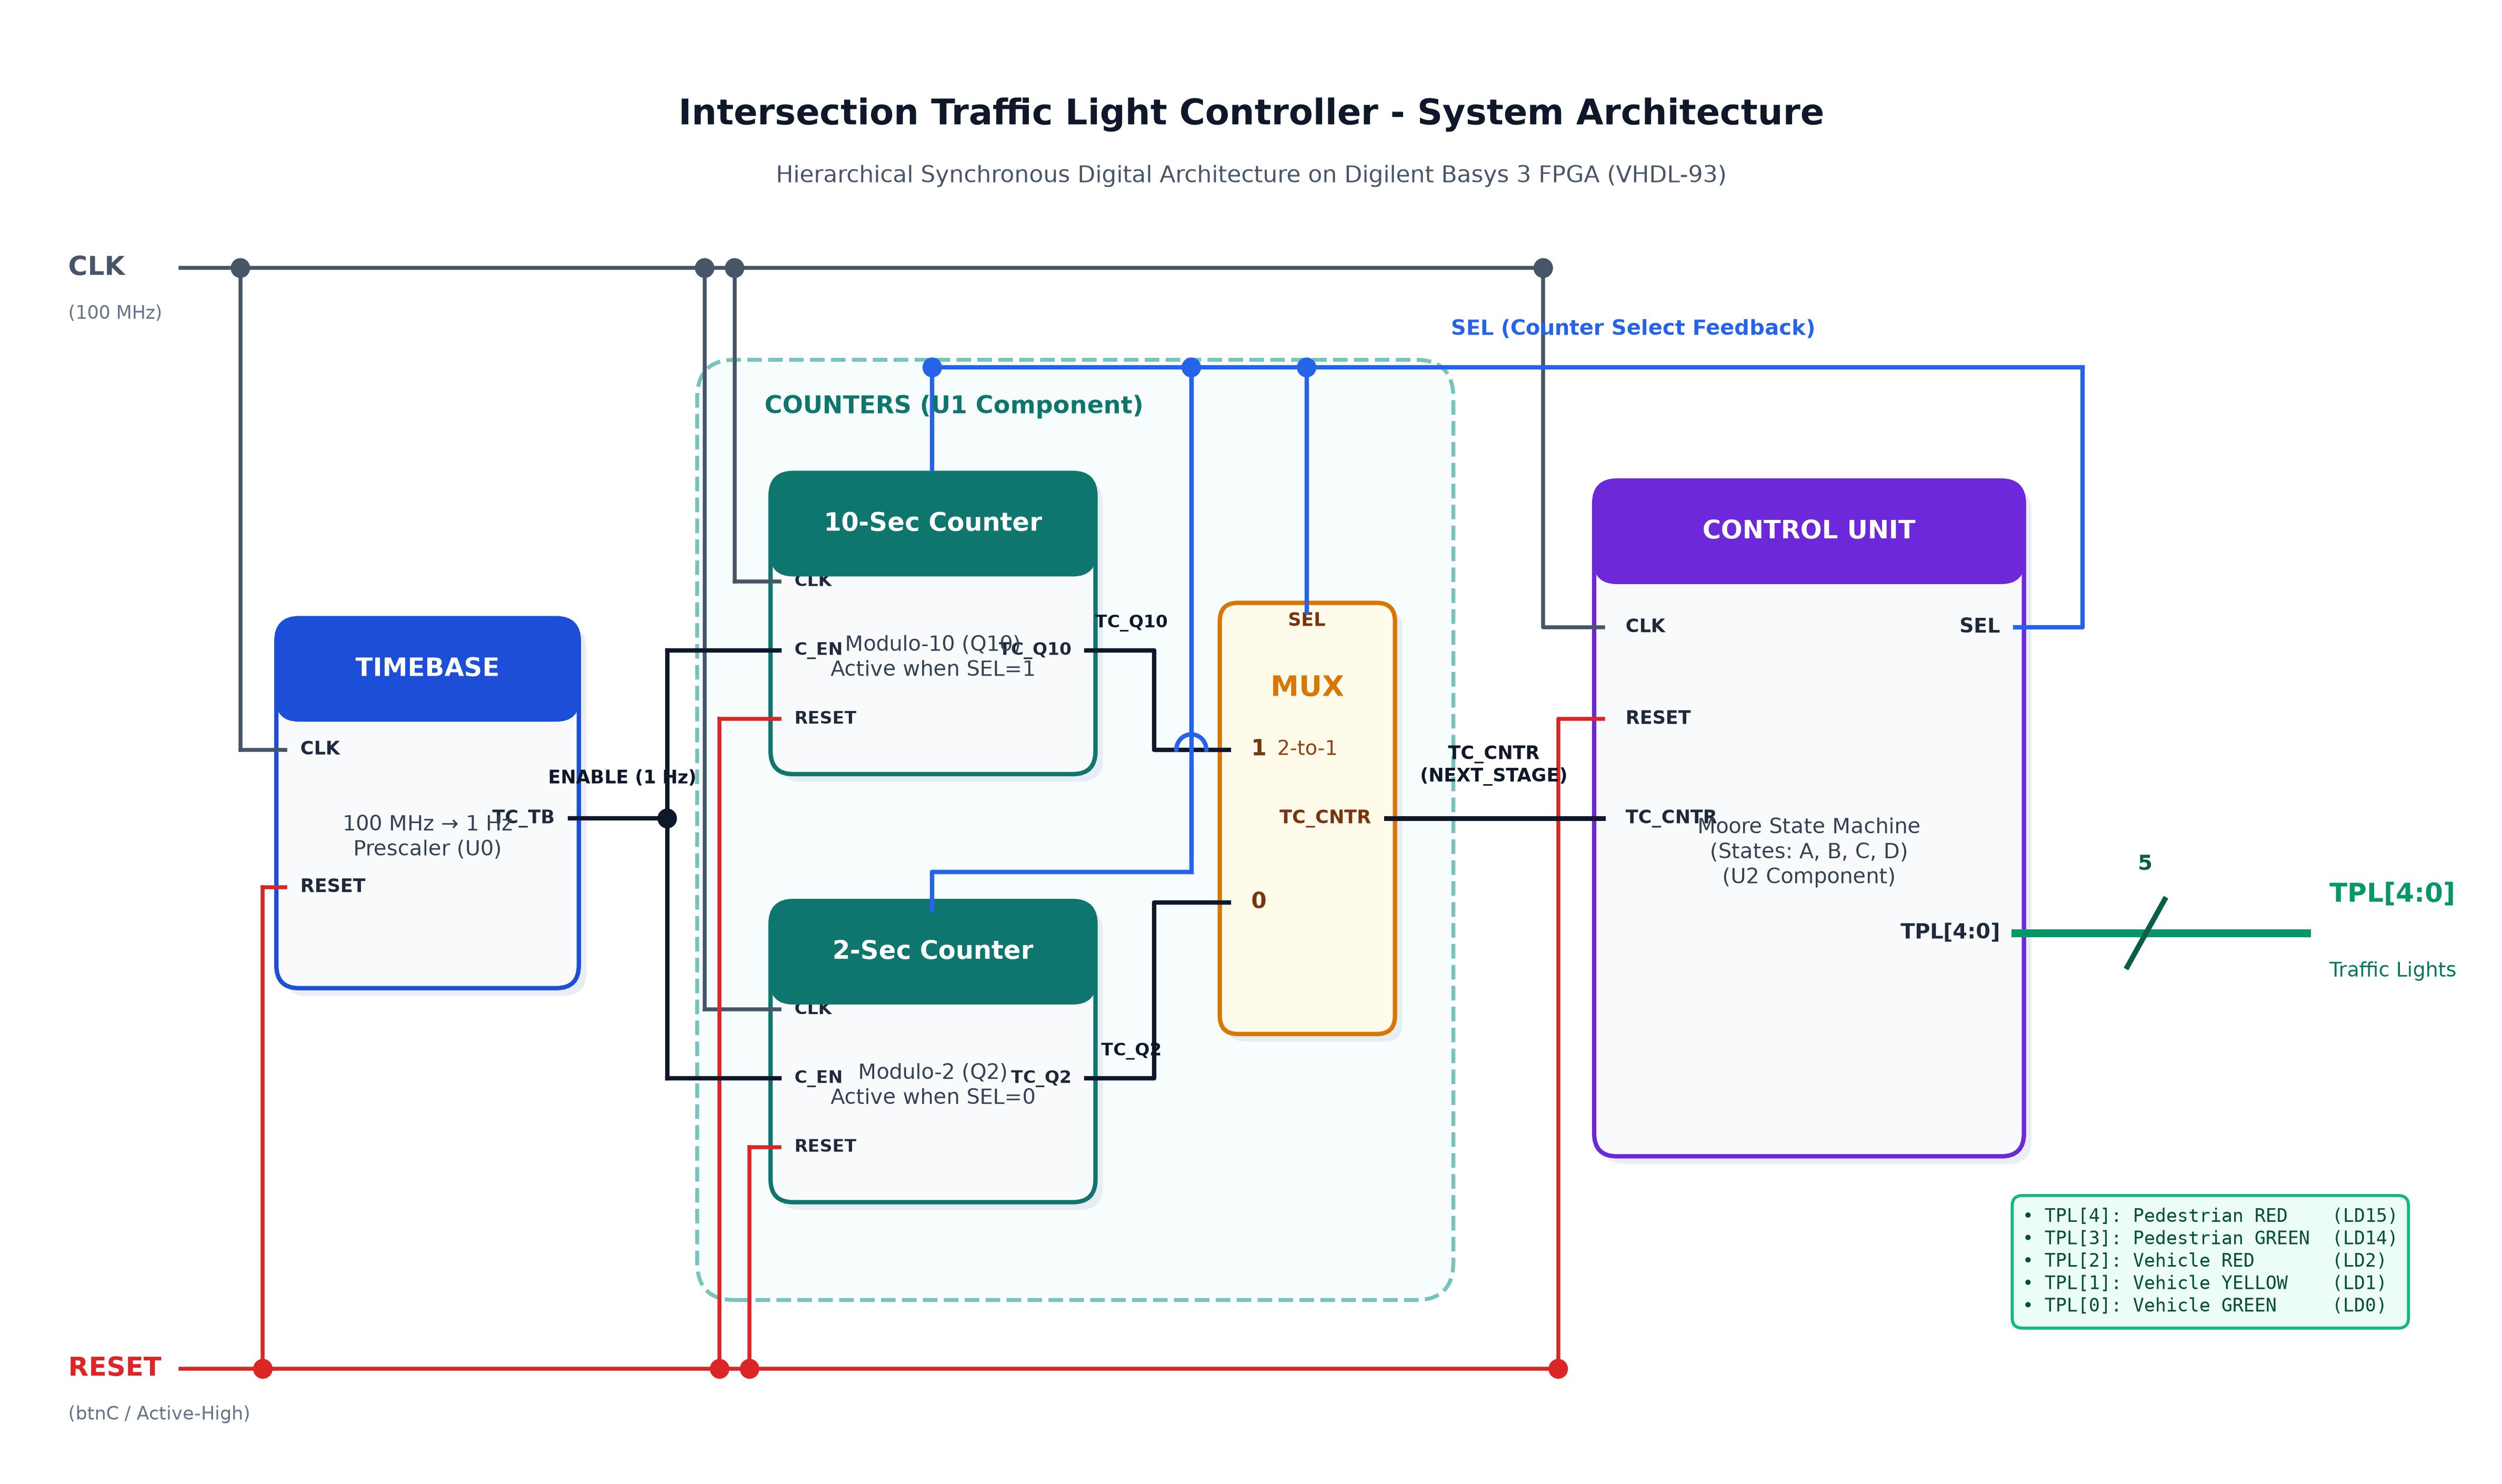 Intersection Traffic Light Controller - System Architecture
Hierarchical Synchronous Digital Architecture on Digilent Basys 3 FPGA (VHDL-93)
CLK
(100 MHz)
SEL (Counter Select Feedback)
COUNTERS (U1 Component)
10-Sec Counter
CLK
C_EN
Modulo-10 (Q10)
TC_Q10
Active when SEL=1
RESET
TC_Q10
TIMEBASE
CLK
100 MHz → 1 Hz
TC_TB
Prescaler (U0)
RESET
ENABLE (1 Hz)
SEL
MUX
1
2-to-1
TC_CNTR
0
TC_CNTR
(NEXT_STAGE)
2-Sec Counter
CLK
C_EN
Modulo-2 (Q2)
TC_Q2
Active when SEL=0
RESET
TC_Q2
CONTROL UNIT
CLK
SEL
RESET
TC_CNTR
Moore State Machine
(States: A, B, C, D)
(U2 Component)
TPL[4:0]
5
TPL[4:0]
Traffic Lights
• TPL[4]: Pedestrian RED (LD15)
• TPL[3]: Pedestrian GREEN (LD14)
• TPL[2]: Vehicle RED (LD2)
• TPL[1]: Vehicle YELLOW (LD1)
• TPL[0]: Vehicle GREEN (LD0)
RESET
(btnC / Active-High)